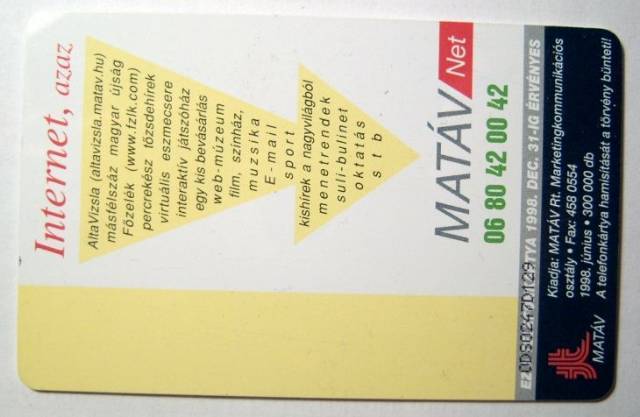 Internet, azaz
AltaVizsla (altavizsla.matav.hu)
másfélszáz magyar újság
Főzelék (www.fzlk.com)
percrekész tőzsdehírek
virtuális eszmecsere
interaktív játszóház
egy kis bevásárlás
web-múzeum
film, színház,
muzsika
E-mail
sport
kishírek a nagyvilágból
menetrendek
suli-bulinet
oktatás
stb
MATÁV Net
06 80 42 00 42
1998. DEC. 31-IG ÉRVÉNYES
Kiadja: MATÁV Rt. Marketingkommunikációs
osztály • Fax: 458 0554
1998. június • 300 000 db
MATÁV A telefonkártya hamisítását a törvény bünteti!